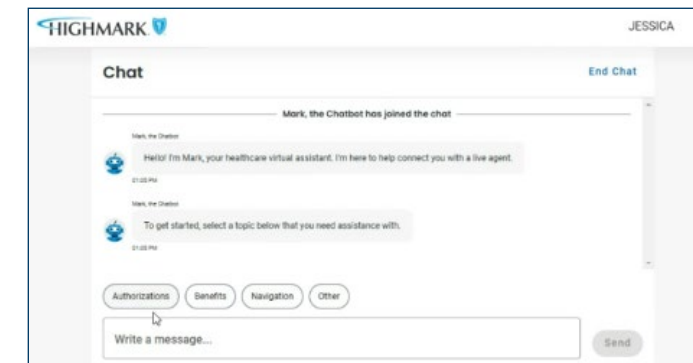 HIGHMARK
JESSICA
Chat
End Chat
Mark, the Chatbot has joined the chat
Mark, the Chatbot
Hello! I'm Mark, your healthcare virtual assistant. I'm here to help connect you with a live agent.
01:05 PM
Mark, the Chatbot
To get started, select a topic below that you need assistance with.
01:05 PM
Authorizations Benefits Navigation Other
Write a message...
Send